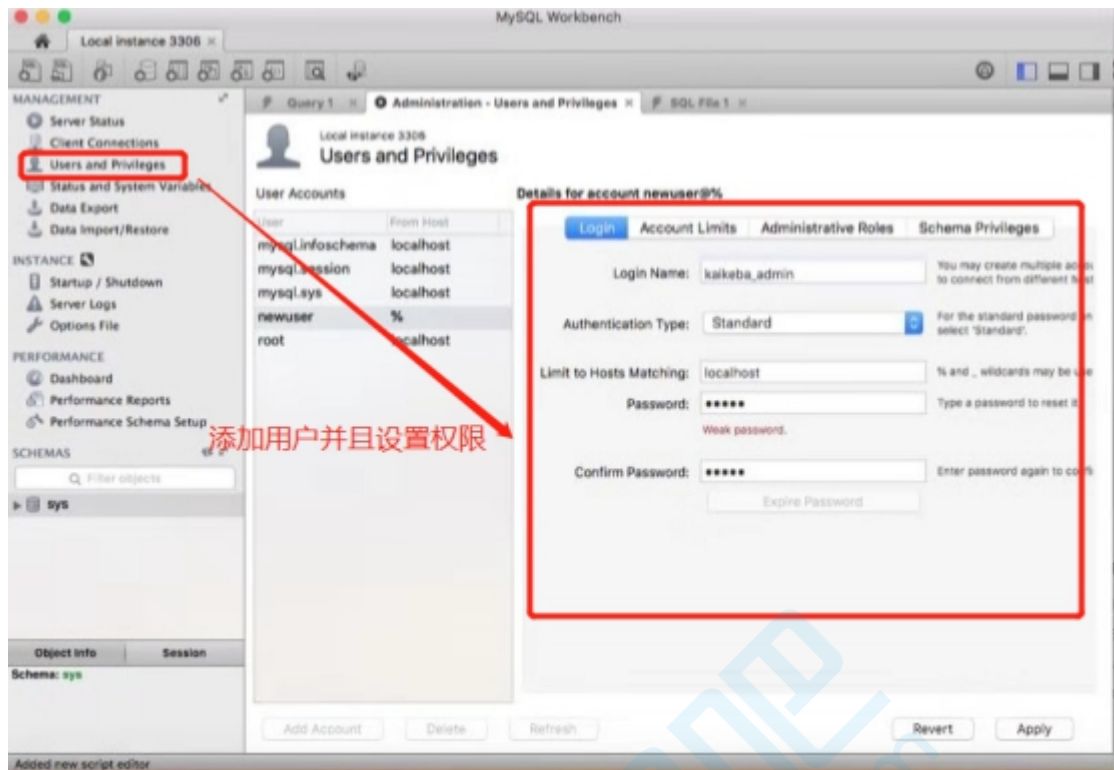 MySQL Workbench
Local instance 3306
MANAGEMENT
Server Status
Client Connections
Users and Privileges
Status and System Variables
Data Export
Data Import/Restore
INSTANCE
Startup / Shutdown
Server Logs
Options File
PERFORMANCE
Dashboard
Performance Reports
Performance Schema Setup
SCHEMAS
Filter objects
sys
Object Info Session
Schema: sys
Query 1 Administration - Users and Privileges SQL File 1
Local instance 3306
Users and Privileges
User Accounts
User From Host
mysql.infoschema localhost
mysql.session localhost
mysql.sys localhost
newuser %
root localhost
添加用户并且设置权限
Details for account newuser@%
Login Account Limits Administrative Roles Schema Privileges
Login Name: kaikeba_admin
You may create multiple
to connect from different
Authentication Type: Standard
For the standard password
select 'Standard'.
Limit to Hosts Matching: localhost
% and _ wildcards may be
Password: •••••
Type a password to reset it
Weak password.
Confirm Password: •••••
Enter password again to
Expire Password
Add Account Delete Refresh Revert Apply
Added new script editor